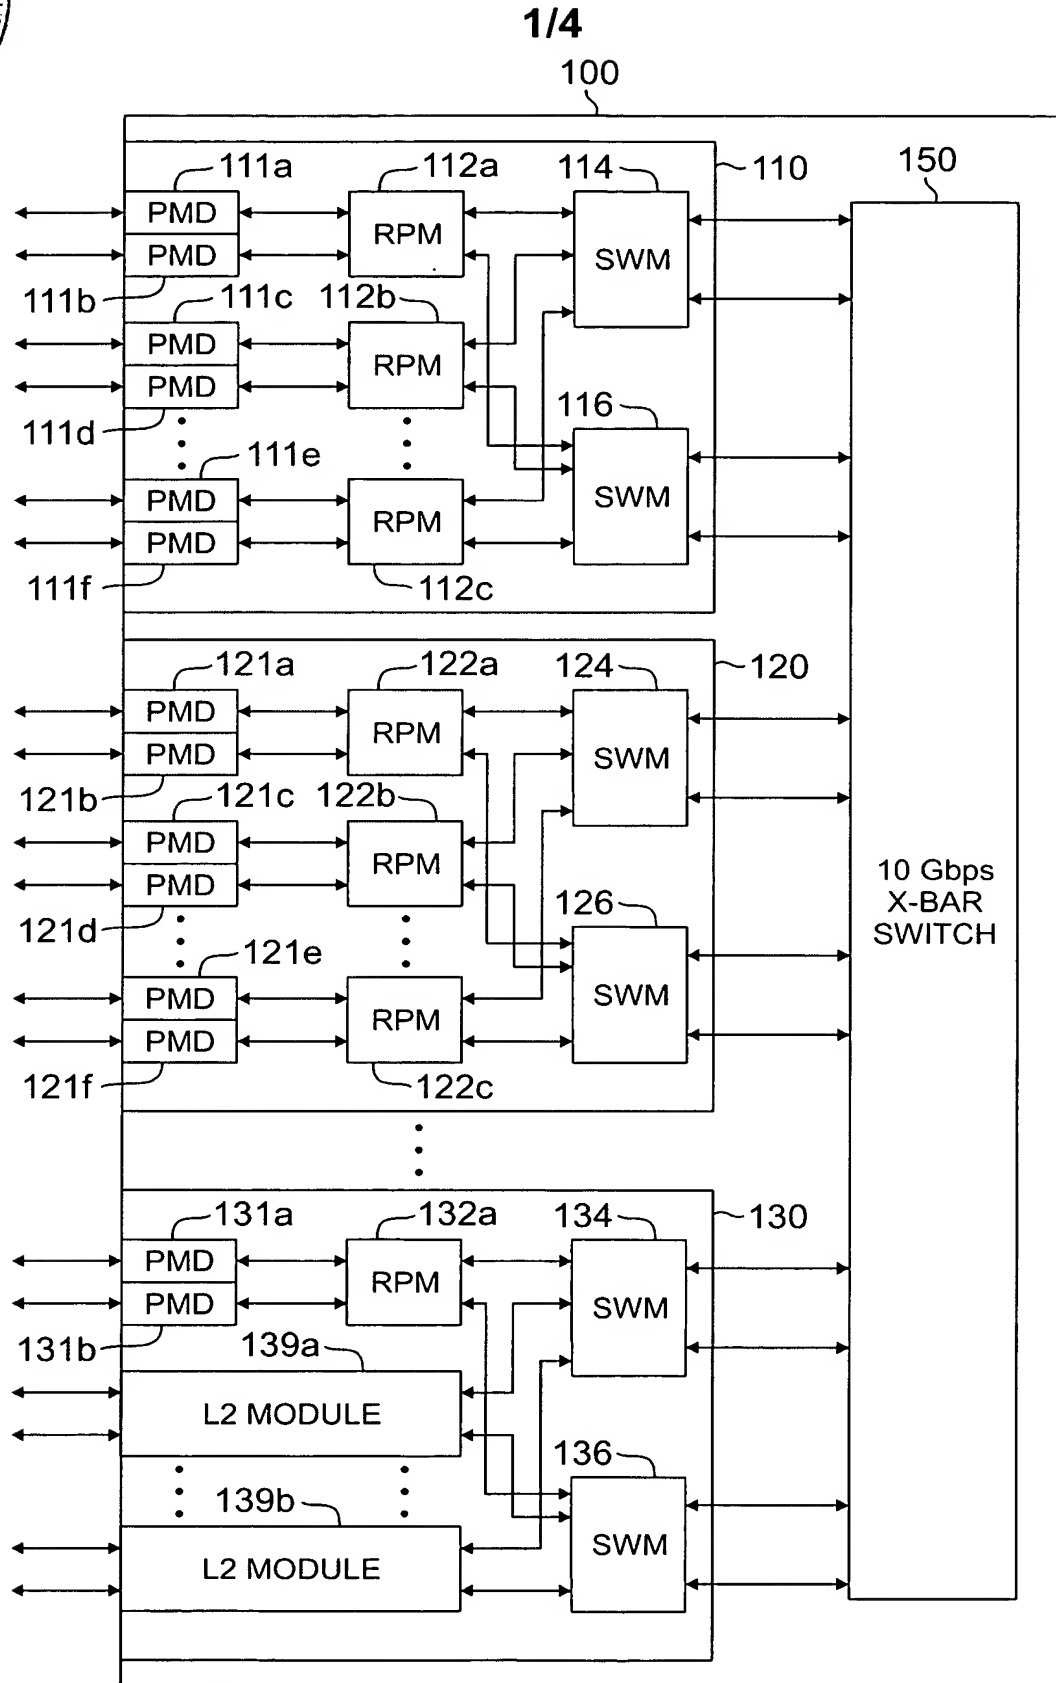 1/4
100
111a 112a 114 110 150
PMD
RPM
SWM
PMD
111b 111c 112b
PMD
RPM
PMD
111d 116
111e
PMD
RPM
SWM
PMD
111f 112c
121a 122a 124 120
PMD
RPM
SWM
PMD
121b 121c 122b
PMD
RPM
PMD
10 Gbps
X-BAR
SWITCH
121d 126
121e
PMD
RPM
SWM
PMD
121f 122c
131a 132a 134 130
PMD
RPM
SWM
PMD
131b 139a
L2 MODULE
136
139b
L2 MODULE
SWM